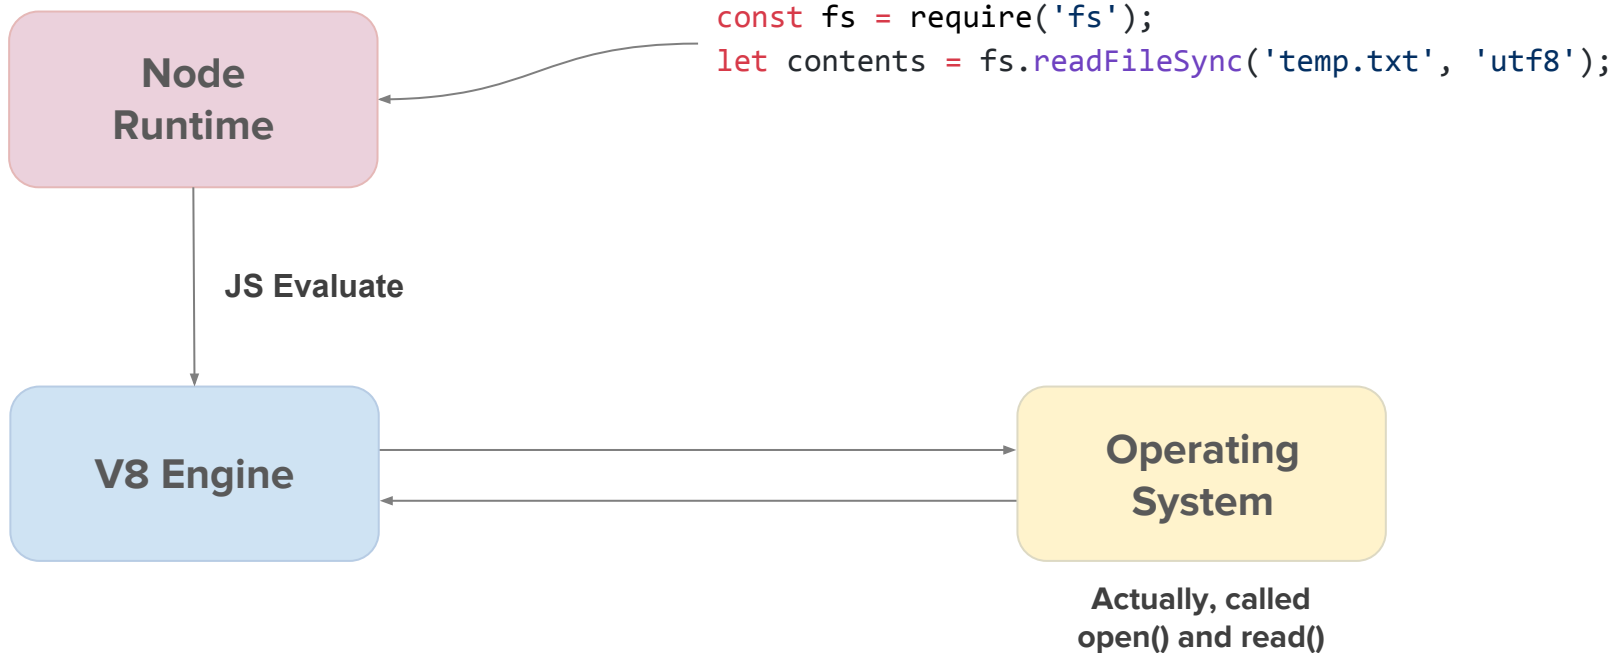 const fs = require('fs');
let contents = fs.readFileSync('temp.txt', 'utf8');
Node
Runtime
JS Evaluate
V8 Engine
Operating
System
Actually, called
open() and read()